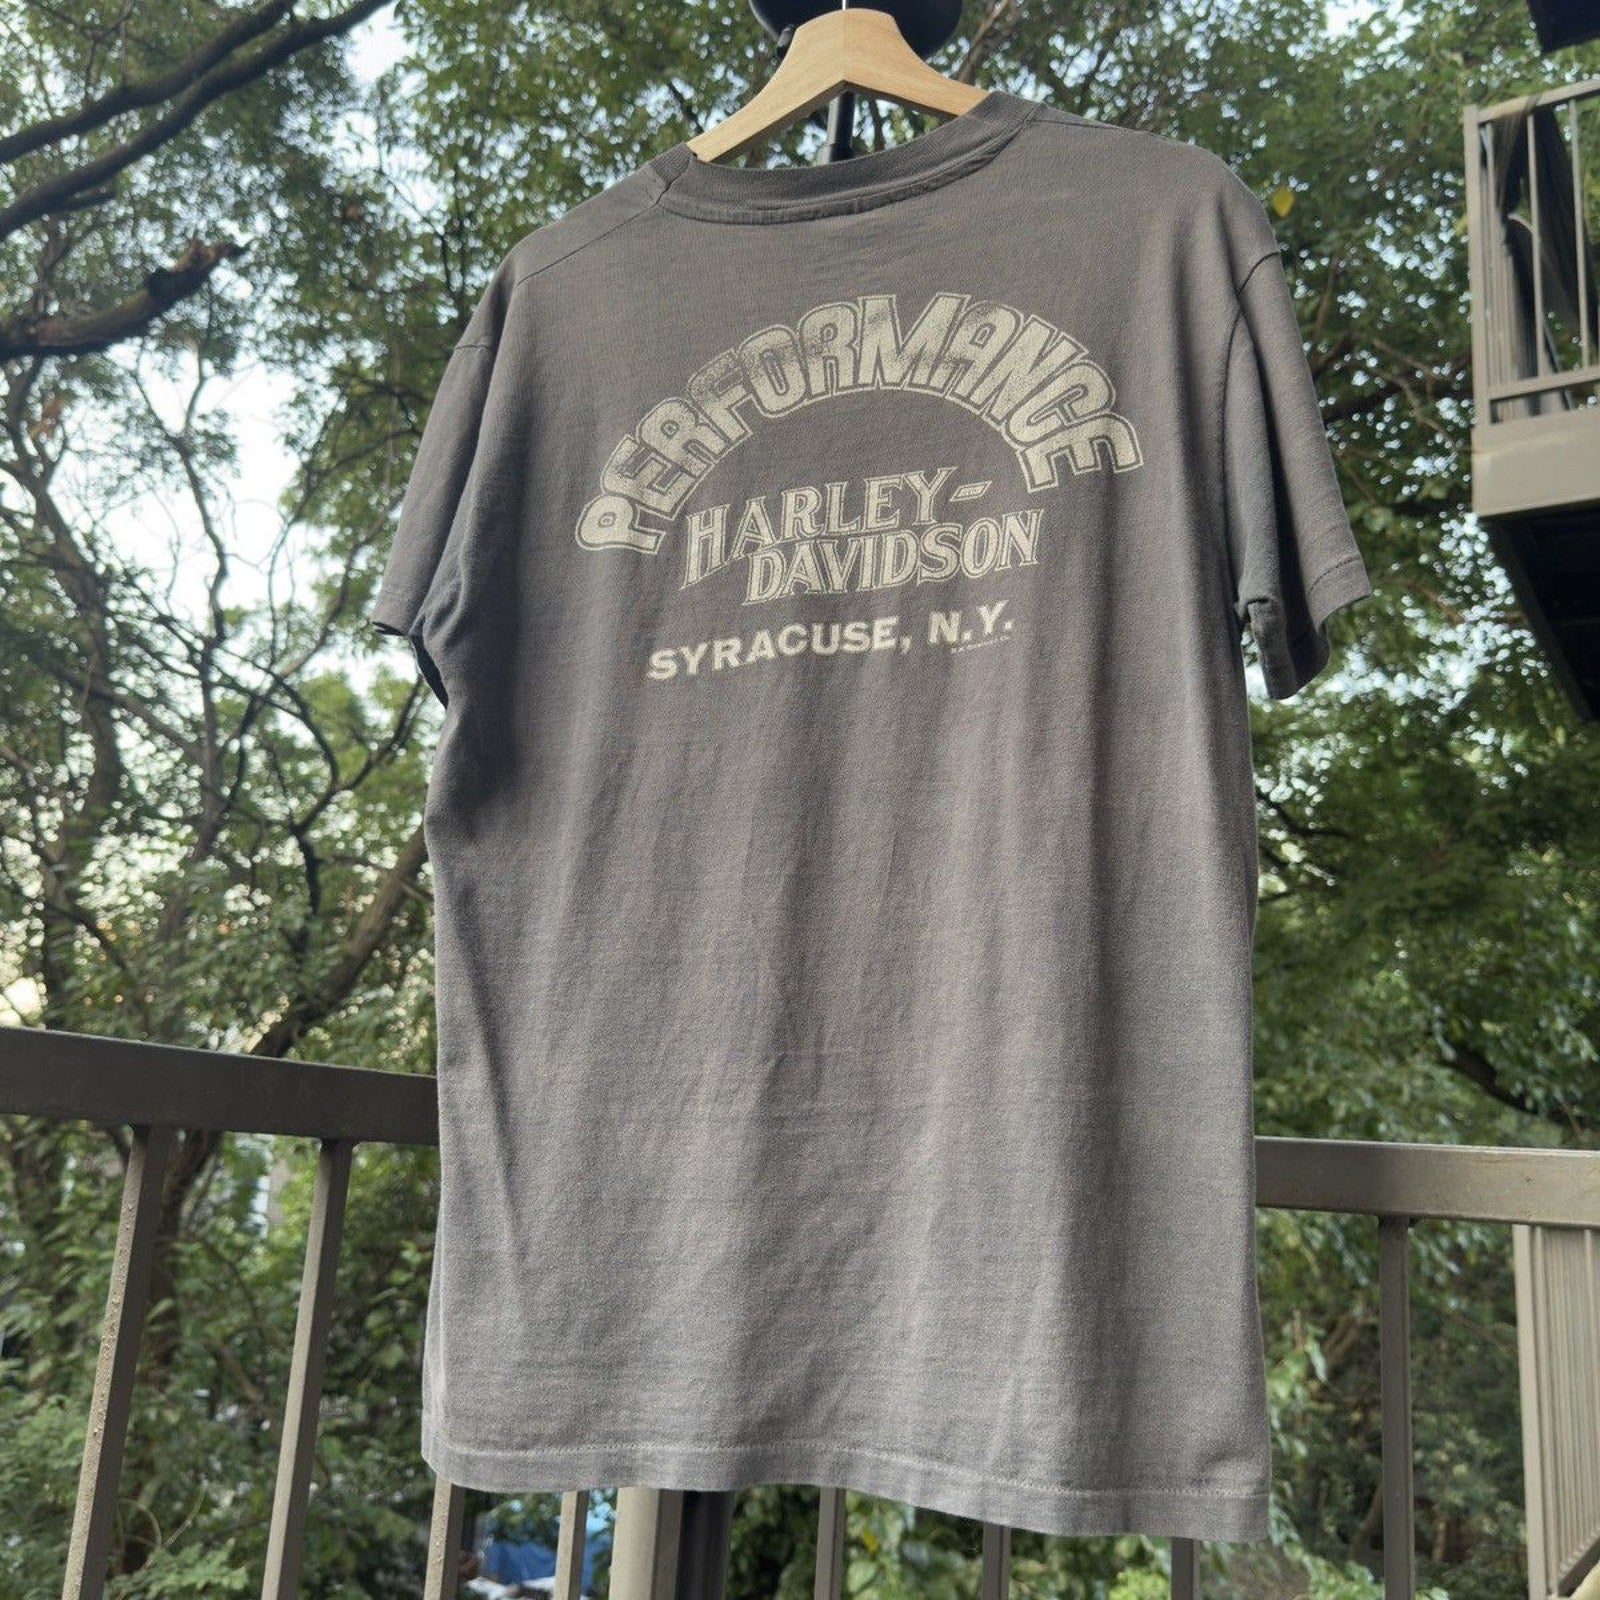 PERFORMANCE
HARLEY-
DAVIDSON
SYRACUSE, N.Y.